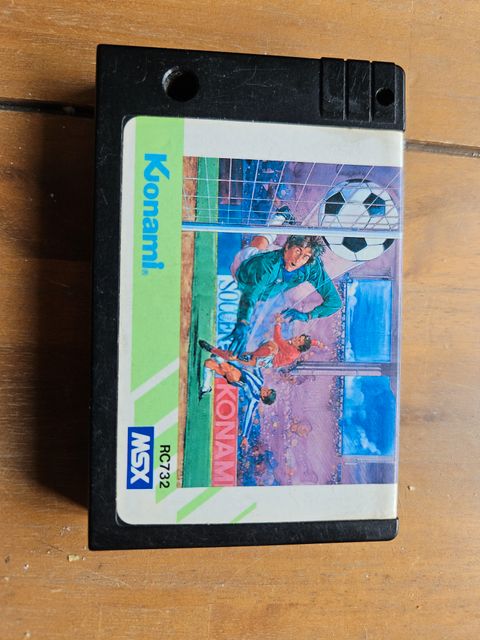 Konami®
SOCCER
KONAMI
RC732
MSX